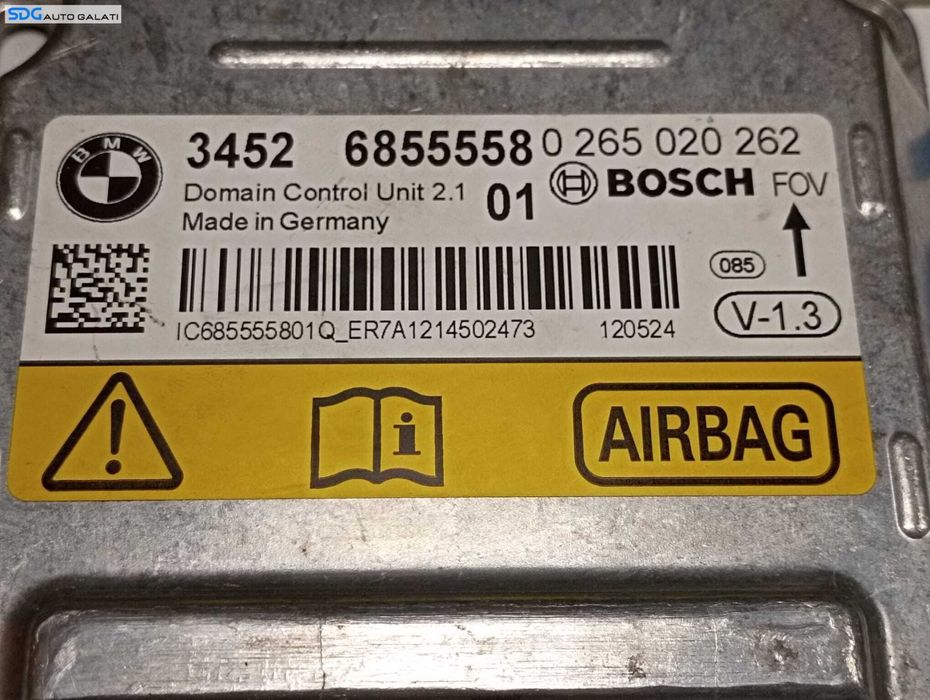 SDG AUTO GALATI
BMW
3452 6855558 0 265 020 262
Domain Control Unit 2.1 01 BOSCH FOV
Made in Germany
085
IC685555801Q_ER7A1214502473 120524 V-1.3
AIRBAG